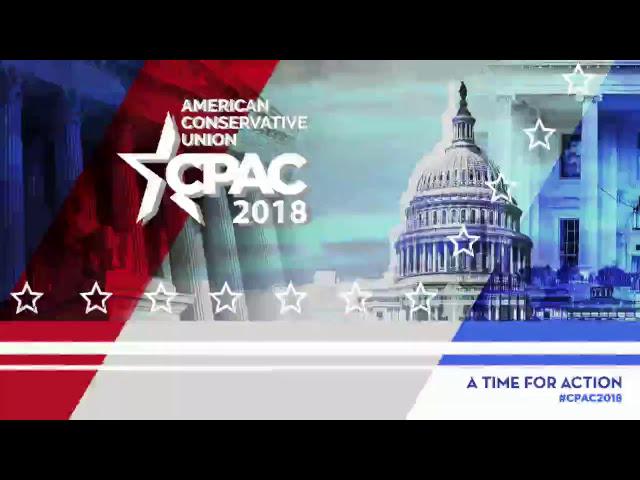 AMERICAN
CONSERVATIVE
UNION
CPAC
2018
A TIME FOR ACTION
#CPAC2018